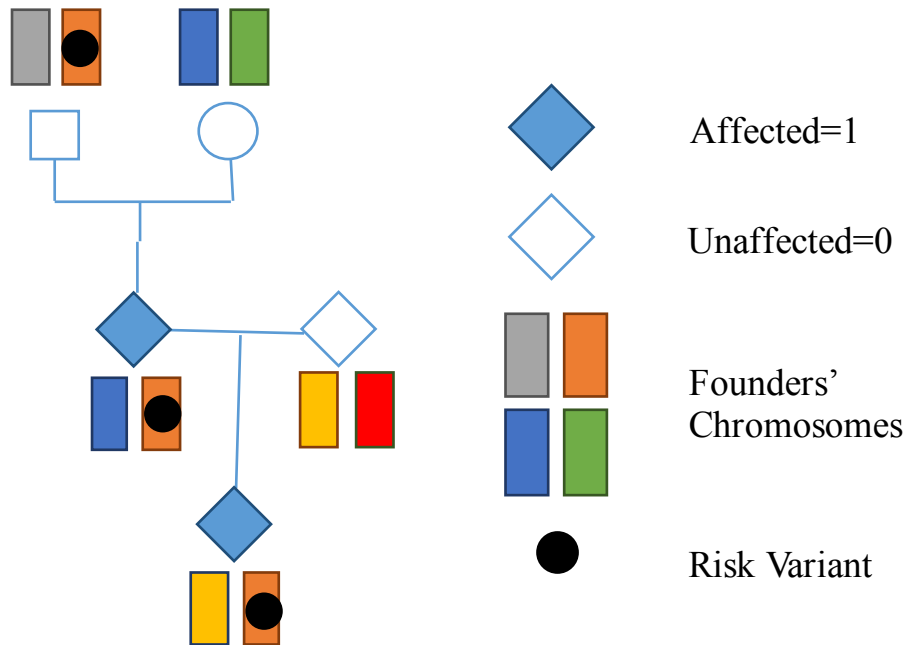 Affected=1
Unaffected=0
Founders’
Chromosomes
Risk Variant